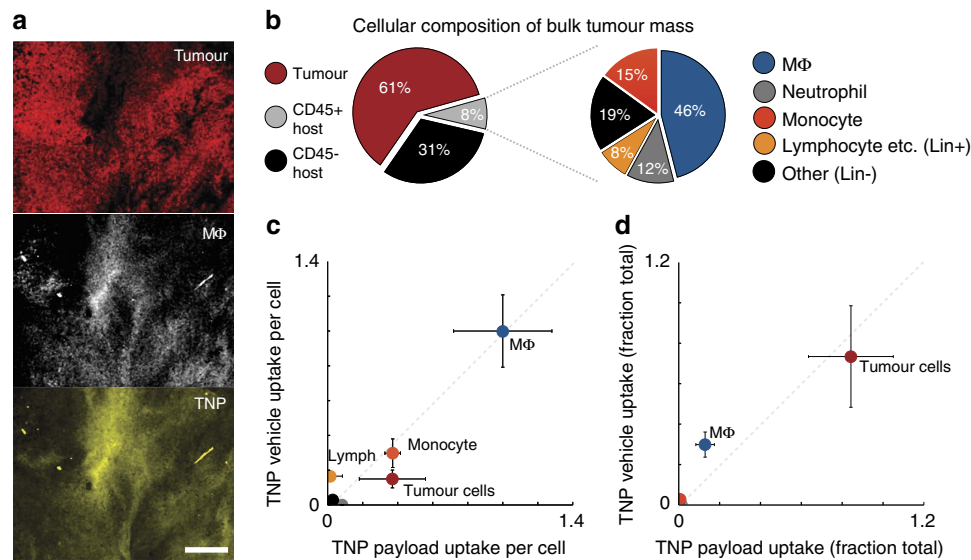 a
Tumour
MΦ
TNP
b
Cellular composition of bulk tumour mass
Tumour
CD45+
host
CD45-
host
61%
8%
31%
15%
46%
19%
8%
12%
MΦ
Neutrophil
Monocyte
Lymphocyte etc. (Lin+)
Other (Lin-)
c
TNP vehicle uptake per cell
1.4
MΦ
Lymph
Monocyte
Tumour cells
0
0
1.4
TNP payload uptake per cell
d
TNP vehicle uptake (fraction total)
1.2
Tumour cells
MΦ
0
0
1.2
TNP payload uptake (fraction total)